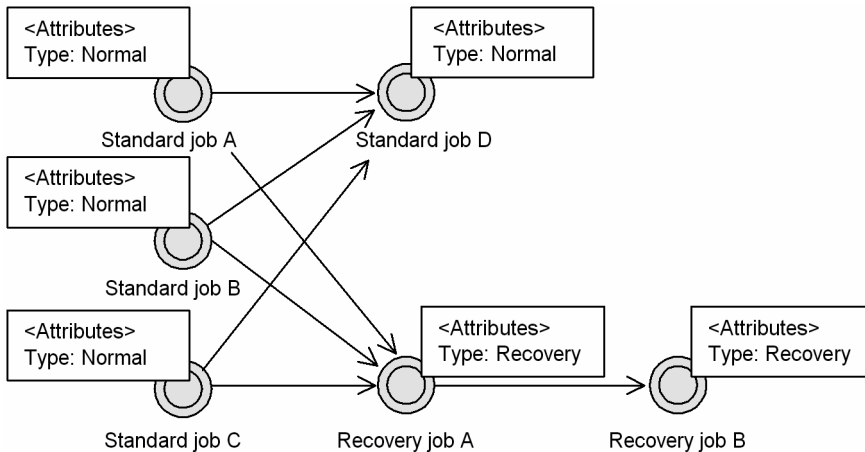 <Attributes>
Type: Normal
<Attributes>
Type: Normal
Standard job A
Standard job D
<Attributes>
Type: Normal
Standard job B
<Attributes>
Type: Normal
<Attributes>
Type: Recovery
<Attributes>
Type: Recovery
Standard job C
Recovery job A
Recovery job B